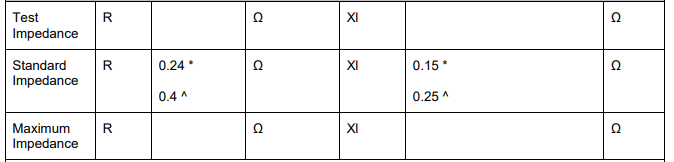 Test Impedance R Ω Xl Ω
Standard Impedance R 0.24 * Ω Xl 0.15 * Ω
0.4 ^ 0.25 ^
Maximum Impedance R Ω Xl Ω